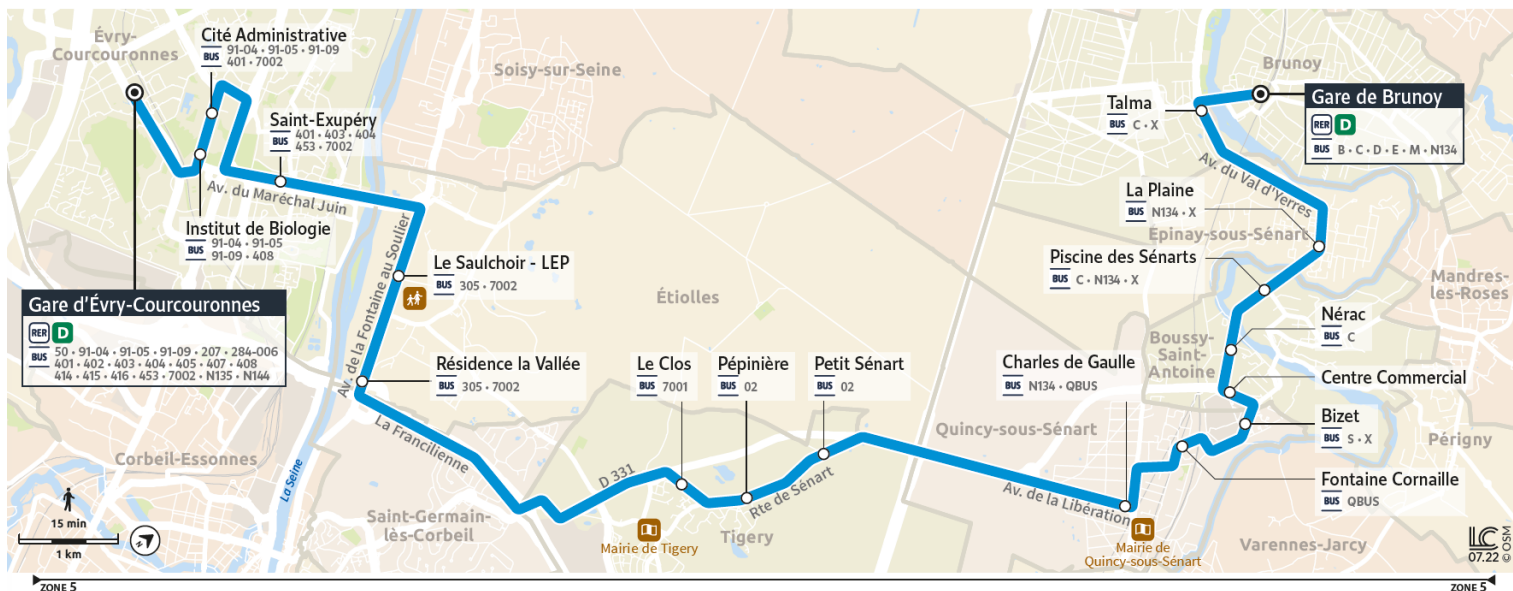 Évry-
Courcouronnes
Cité Administrative
BUS 91-04 • 91-05 • 91-09
401 • 7002
Soisy-sur-Seine
Saint-Exupéry
BUS 401 • 403 • 404
453 • 7002
Av. du Maréchal Juin
Institut de Biologie
BUS 91-04 • 91-05
91-09 • 408
Gare d'Évry-Courcouronnes
RER D
BUS 50 • 91-04 • 91-05 • 91-09 • 207 • 284-006
401 • 402 • 403 • 404 • 405 • 407 • 408
414 • 415 • 416 • 453 • 7002 • N135 • N144
Av. de la Fontaine au Soulier
Le Saulchoir - LEP
BUS 305 • 7002
Étiolles
Résidence la Vallée
BUS 305 • 7002
La Francilienne
Corbeil-Essonnes
La Seine
Saint-Germain-
lès-Corbeil
D 331
Le Clos
BUS 7001
Pépinière
BUS 02
Petit Sénart
BUS 02
Rte de Sénart
Mairie de Tigery
Tigery
Quincy-sous-Sénart
Charles de Gaulle
BUS N134 • QBUS
Av. de la Libération
Mairie de
Quincy-sous-Sénart
Brunoy
Talma
BUS C • X
Gare de Brunoy
RER D
BUS B • C • D • E • M • N134
Av. du Val d'Yerres
La Plaine
BUS N134 • X
Épinay-sous-Sénart
Piscine des Sénarts
BUS C • N134 • X
Mandres-
les-Roses
Nérac
BUS C
Boussy-
Saint-
Antoine
Centre Commercial
Bizet
BUS S • X
Périgny
Fontaine Cornaille
BUS QBUS
Varennes-Jarcy
15 min
1 km
N
LC
07.22
© OSM
ZONE 5
ZONE 5